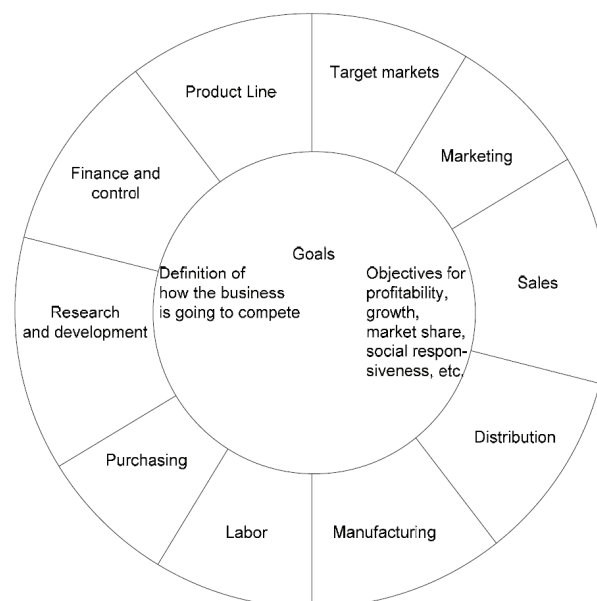 Target markets
Product Line
Marketing
Finance and
control
Goals
Definition of
how the business
is going to compete
Objectives for
profitability,
growth,
market share,
social respon-
siveness, etc.
Sales
Research
and development
Distribution
Purchasing
Labor
Manufacturing